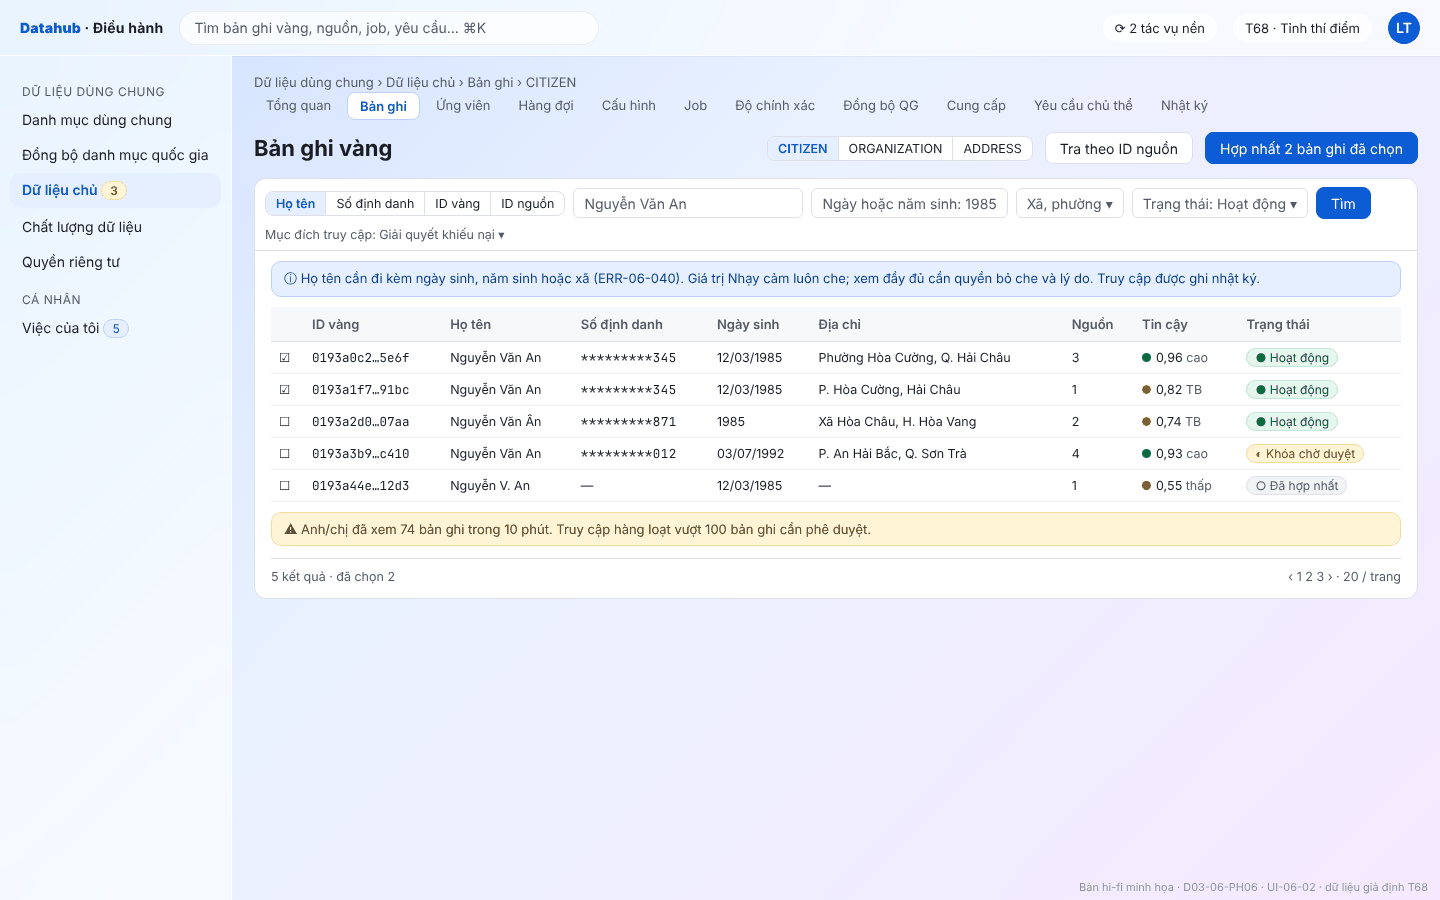 Datahub · Điều hành
Tìm bản ghi vàng, nguồn, job, yêu cầu... ⌘K
⟳ 2 tác vụ nền
T68 · Tỉnh thí điểm
LT
DỮ LIỆU DÙNG CHUNG
Danh mục dùng chung
Đồng bộ danh mục quốc gia
Dữ liệu chủ 3
Chất lượng dữ liệu
Quyền riêng tư
CÁ NHÂN
Việc của tôi 5
Dữ liệu dùng chung › Dữ liệu chủ › Bản ghi › CITIZEN
Tổng quan Bản ghi Ứng viên Hàng đợi Cấu hình Job Độ chính xác Đồng bộ QG Cung cấp Yêu cầu chủ thể Nhật ký
Bản ghi vàng
CITIZEN ORGANIZATION ADDRESS
Tra theo ID nguồn
Hợp nhất 2 bản ghi đã chọn
Họ tên Số định danh ID vàng ID nguồn
Nguyễn Văn An
Ngày hoặc năm sinh: 1985
Xã, phường ▾
Trạng thái: Hoạt động ▾
Tìm
Mục đích truy cập: Giải quyết khiếu nại ▾
ⓘ Họ tên cần đi kèm ngày sinh, năm sinh hoặc xã (ERR-06-040). Giá trị Nhạy cảm luôn che; xem đầy đủ cần quyền bỏ che và lý do. Truy cập được ghi nhật ký.
ID vàng Họ tên Số định danh Ngày sinh Địa chỉ Nguồn Tin cậy Trạng thái
☑ 0193a0c2…5e6f Nguyễn Văn An *********345 12/03/1985 Phường Hòa Cường, Q. Hải Châu 3 ● 0,96 cao ● Hoạt động
☑ 0193a1f7…91bc Nguyễn Văn An *********345 12/03/1985 P. Hòa Cường, Hải Châu 1 ● 0,82 TB ● Hoạt động
☐ 0193a2d0…07aa Nguyễn Văn Ân *********871 1985 Xã Hòa Châu, H. Hòa Vang 2 ● 0,74 TB ● Hoạt động
☐ 0193a3b9…c410 Nguyễn Văn An *********012 03/07/1992 P. An Hải Bắc, Q. Sơn Trà 4 ● 0,93 cao ◐ Khóa chờ duyệt
☐ 0193a44e…12d3 Nguyễn V. An — 12/03/1985 — 1 ● 0,55 thấp ○ Đã hợp nhất
⚠ Anh/chị đã xem 74 bản ghi trong 10 phút. Truy cập hàng loạt vượt 100 bản ghi cần phê duyệt.
5 kết quả · đã chọn 2
‹ 1 2 3 › · 20 / trang
Bản hi-fi minh họa · D03-06-PH06 · UI-06-02 · dữ liệu giả định T68